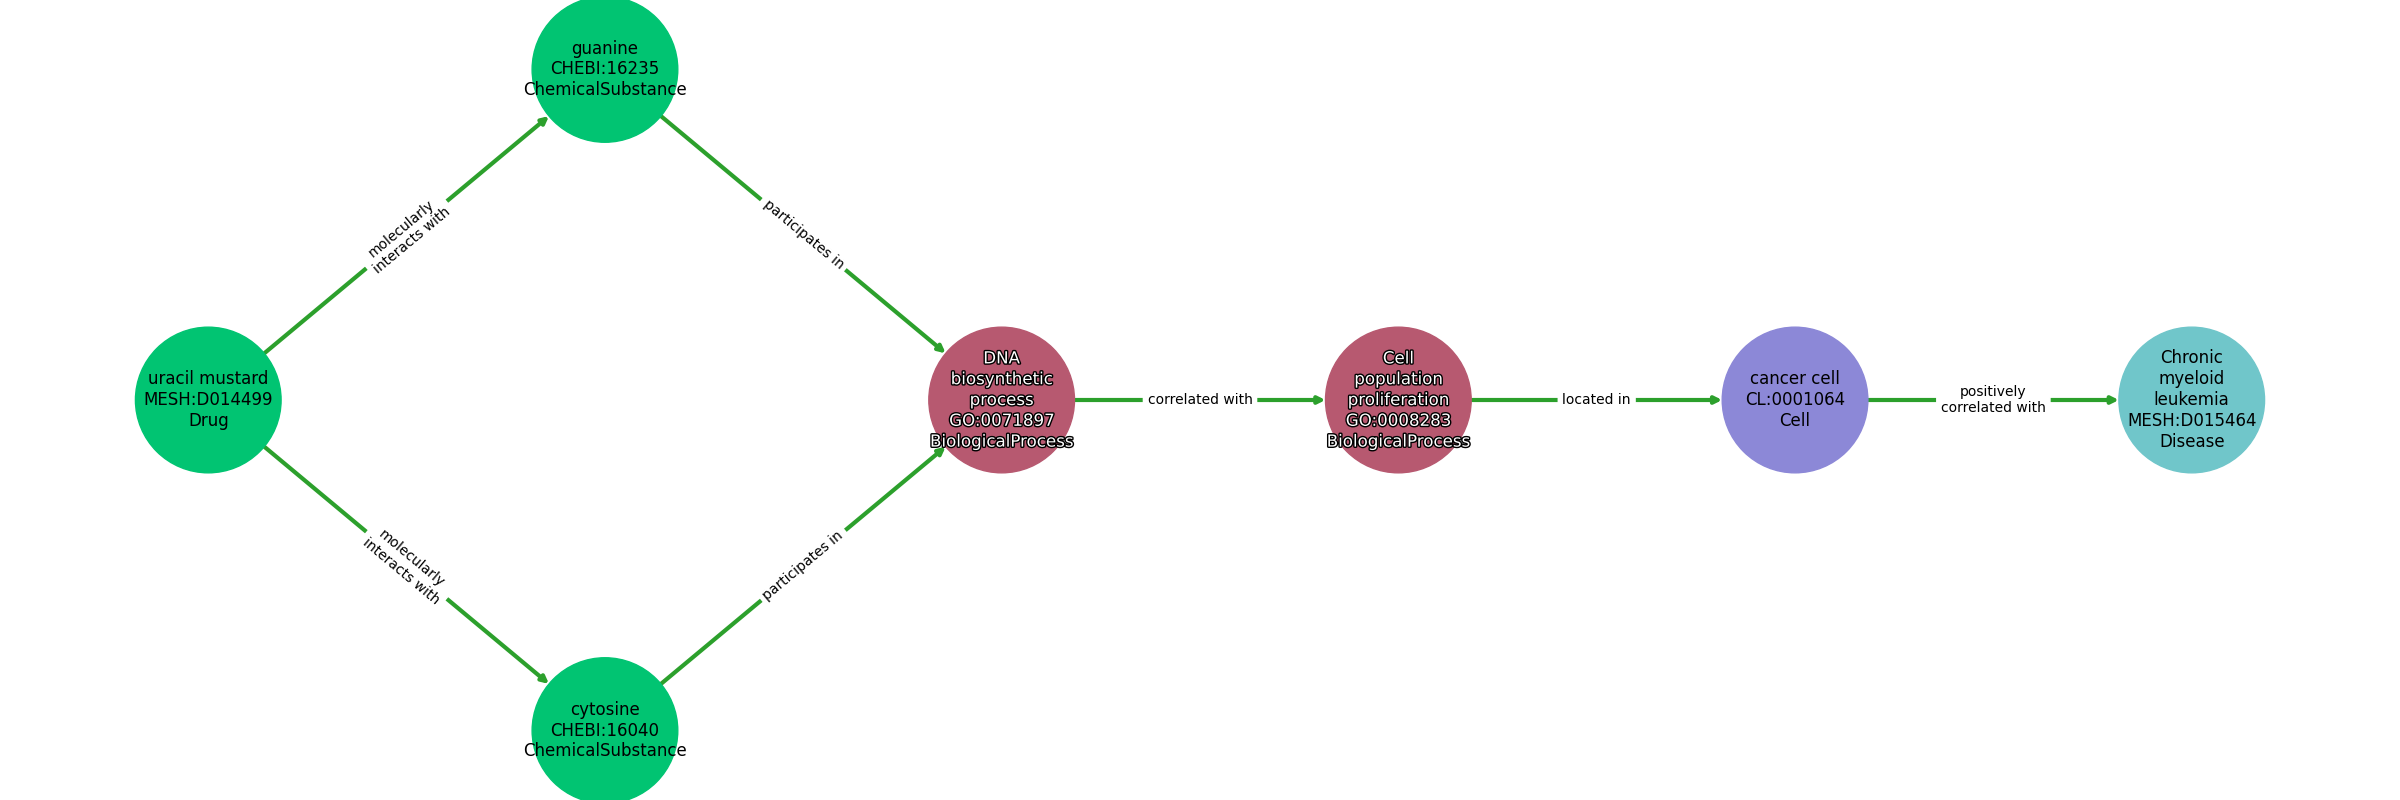 guanine
CHEBI:16235
ChemicalSubstance
molecularly
interacts with
participates in
uracil mustard
MESH:D014499
Drug
DNA
biosynthetic
process
GO:0071897
BiologicalProcess
correlated with
Cell
population
proliferation
GO:0008283
BiologicalProcess
located in
cancer cell
CL:0001064
Cell
positively
correlated with
Chronic
myeloid
leukemia
MESH:D015464
Disease
molecularly
interacts with
participates in
cytosine
CHEBI:16040
ChemicalSubstance